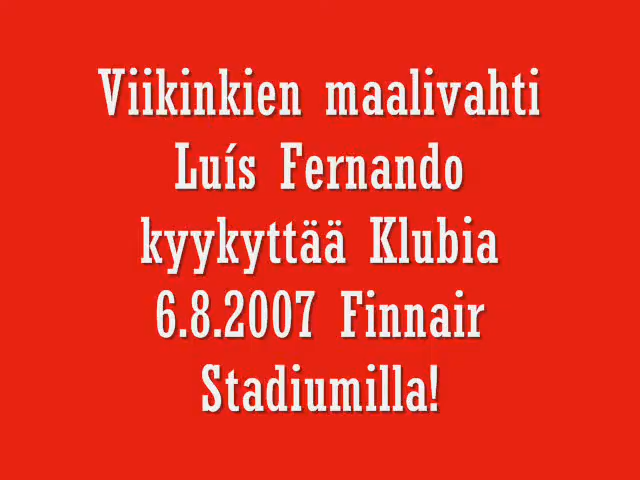 Viikinkien maalivahti
Luís Fernando
kyykyttää Klubia
6.8.2007 Finnair
Stadiumilla!